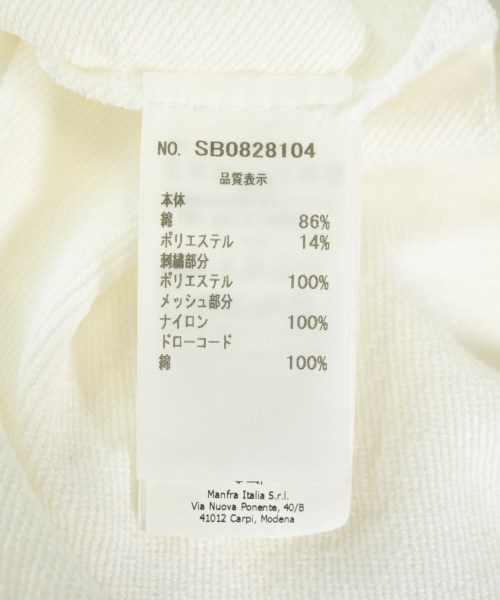 NO. SB0828104
品質表示
本体
綿 86%
ポリエステル 14%
刺繍部分
ポリエステル 100%
メッシュ部分
ナイロン 100%
ドローコード
綿 100%
Manfra Italia S.r.l.
Via Nuova Ponente, 40/B
41012 Carpi, Modena